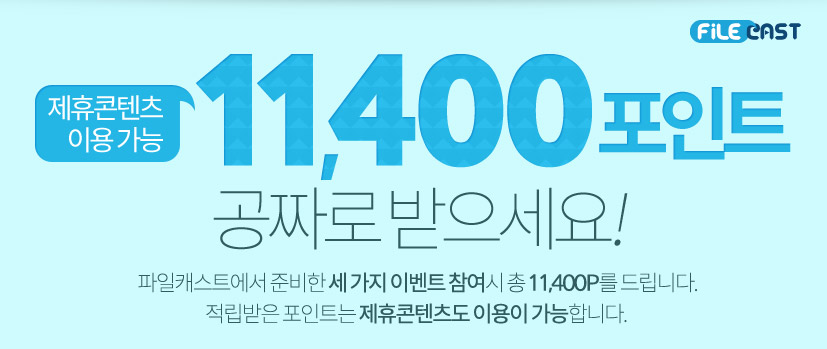 FiLE CAST
제휴콘텐츠
이용 가능
11,400 포인트
공짜로 받으세요!
파일캐스트에서 준비한 세 가지 이벤트 참여시 총 11,400P를 드립니다.
적립받은 포인트는 제휴콘텐츠도 이용이 가능합니다.